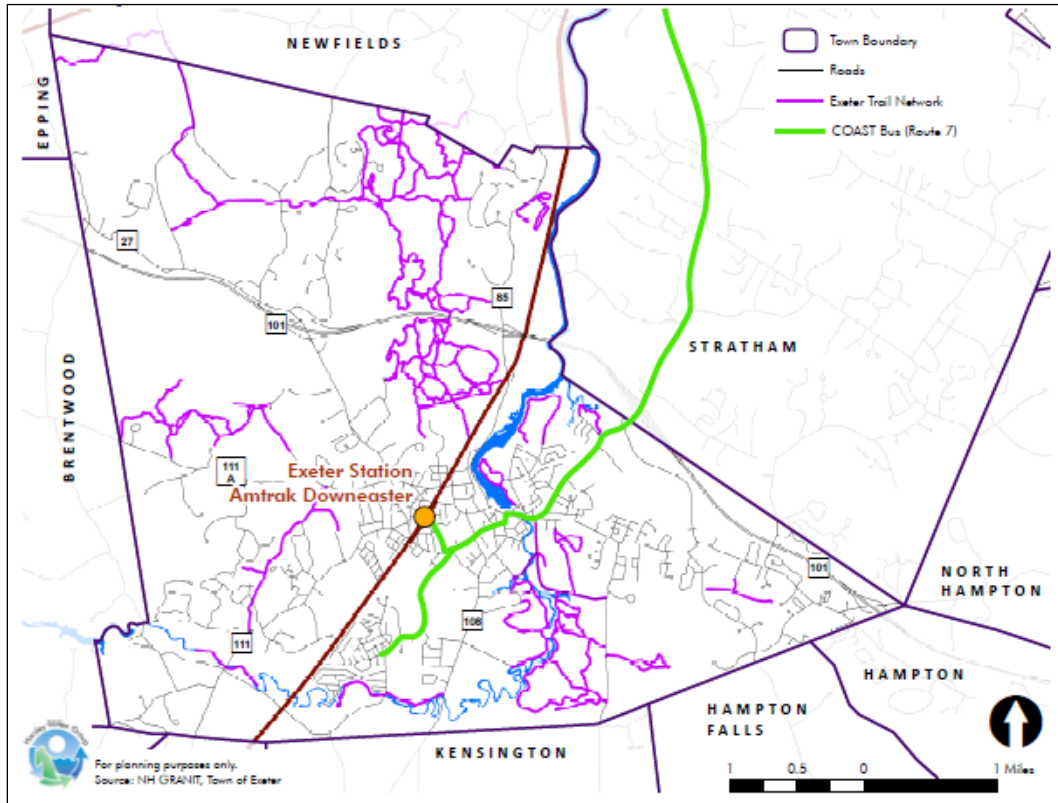 NEWFIELDS
Town Boundary
Roads
Exeter Trail Network
COAST Bus (Route 7)
EPPING
27
85
101
STRATHAM
BRENTWOOD
111
A
Exeter Station
Amtrak Downeaster
101
NORTH
HAMPTON
108
111
HAMPTON
HAMPTON
FALLS
KENSINGTON
For planning purposes only.
Source: NH GRANIT, Town of Exeter
1 0.5 0 1 Miles